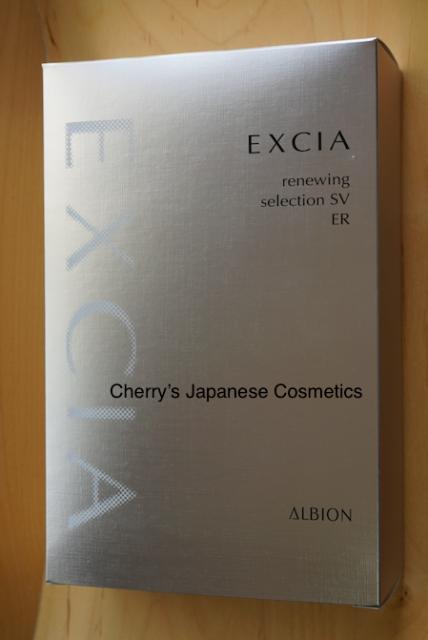 EXCIA
EXCIA
renewing
selection SV
ER
Cherry's Japanese Cosmetics
ALBION